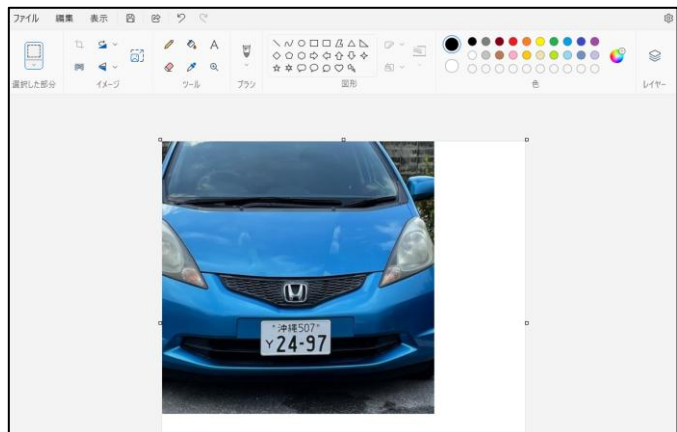 ファイル 編集 表示
選択した部分 イメージ ツール ブラシ 図形 色 レイヤー
A
沖縄507
Y 24-97